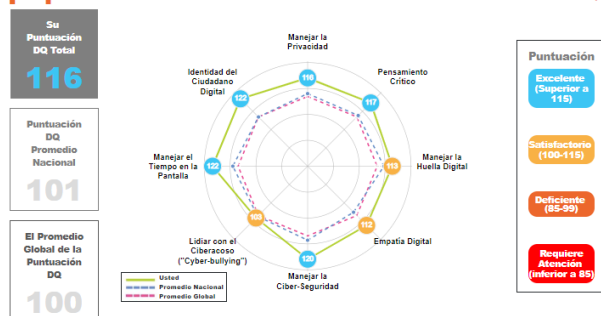 Su
Puntuación
DQ Total
116
Puntuación
DQ
Promedio
Nacional
101
El Promedio
Global de la
Puntuación
DQ
100
Manejar la
Privacidad
116
Pensamiento
Crítico
117
Manejar la
Huella Digital
113
Empatía Digital
112
Manejar la
Ciber-Seguridad
120
Lidiar con el
Ciberacoso
("Cyber-bullying")
103
Manejar el
Tiempo en la
Pantalla
122
Identidad del
Ciudadano
Digital
122
Usted
Promedio Nacional
Promedio Global
Puntuación
Excelente
(Superior a
115)
Satisfactorio
(100-115)
Deficiente
(85-99)
Requiere
Atención
(inferior a 85)